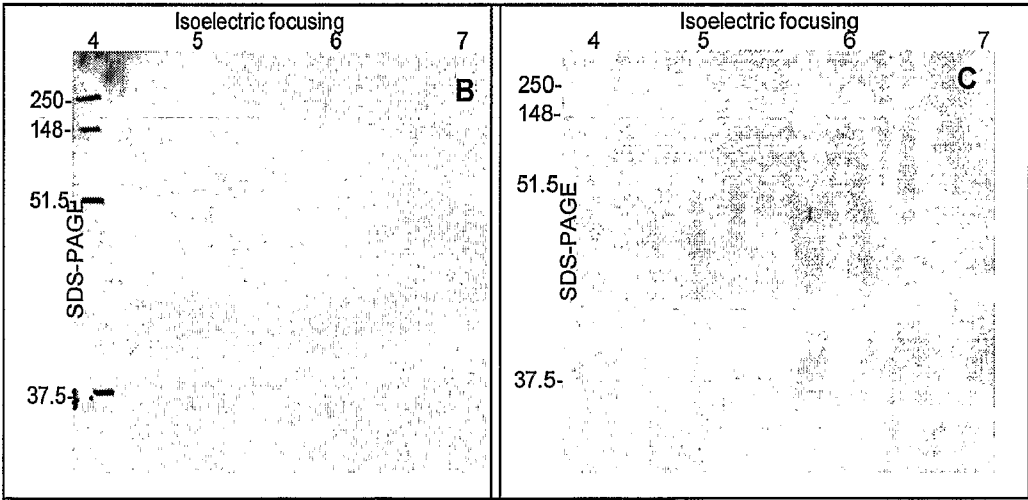 Isoelectric focusing
4 5 6 7
B
250-
148-
51.5-
SDS-PAGE
37.5-
Isoelectric focusing
4 5 6 7
C
250-
148-
51.5-
SDS-PAGE
37.5-